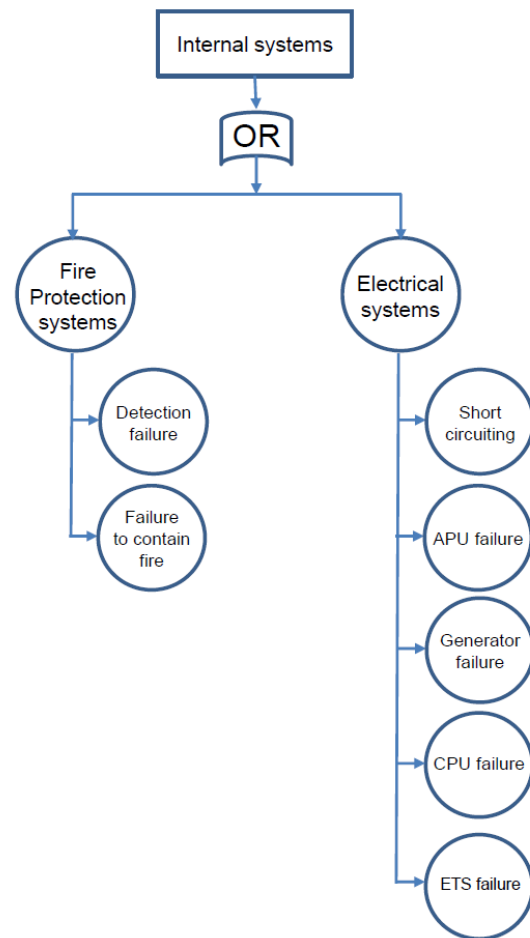 Internal systems
OR
Fire
Protection
systems
Electrical
systems
Detection
failure
Short
circuiting
Failure
to contain
fire
APU failure
Generator
failure
CPU failure
ETS failure